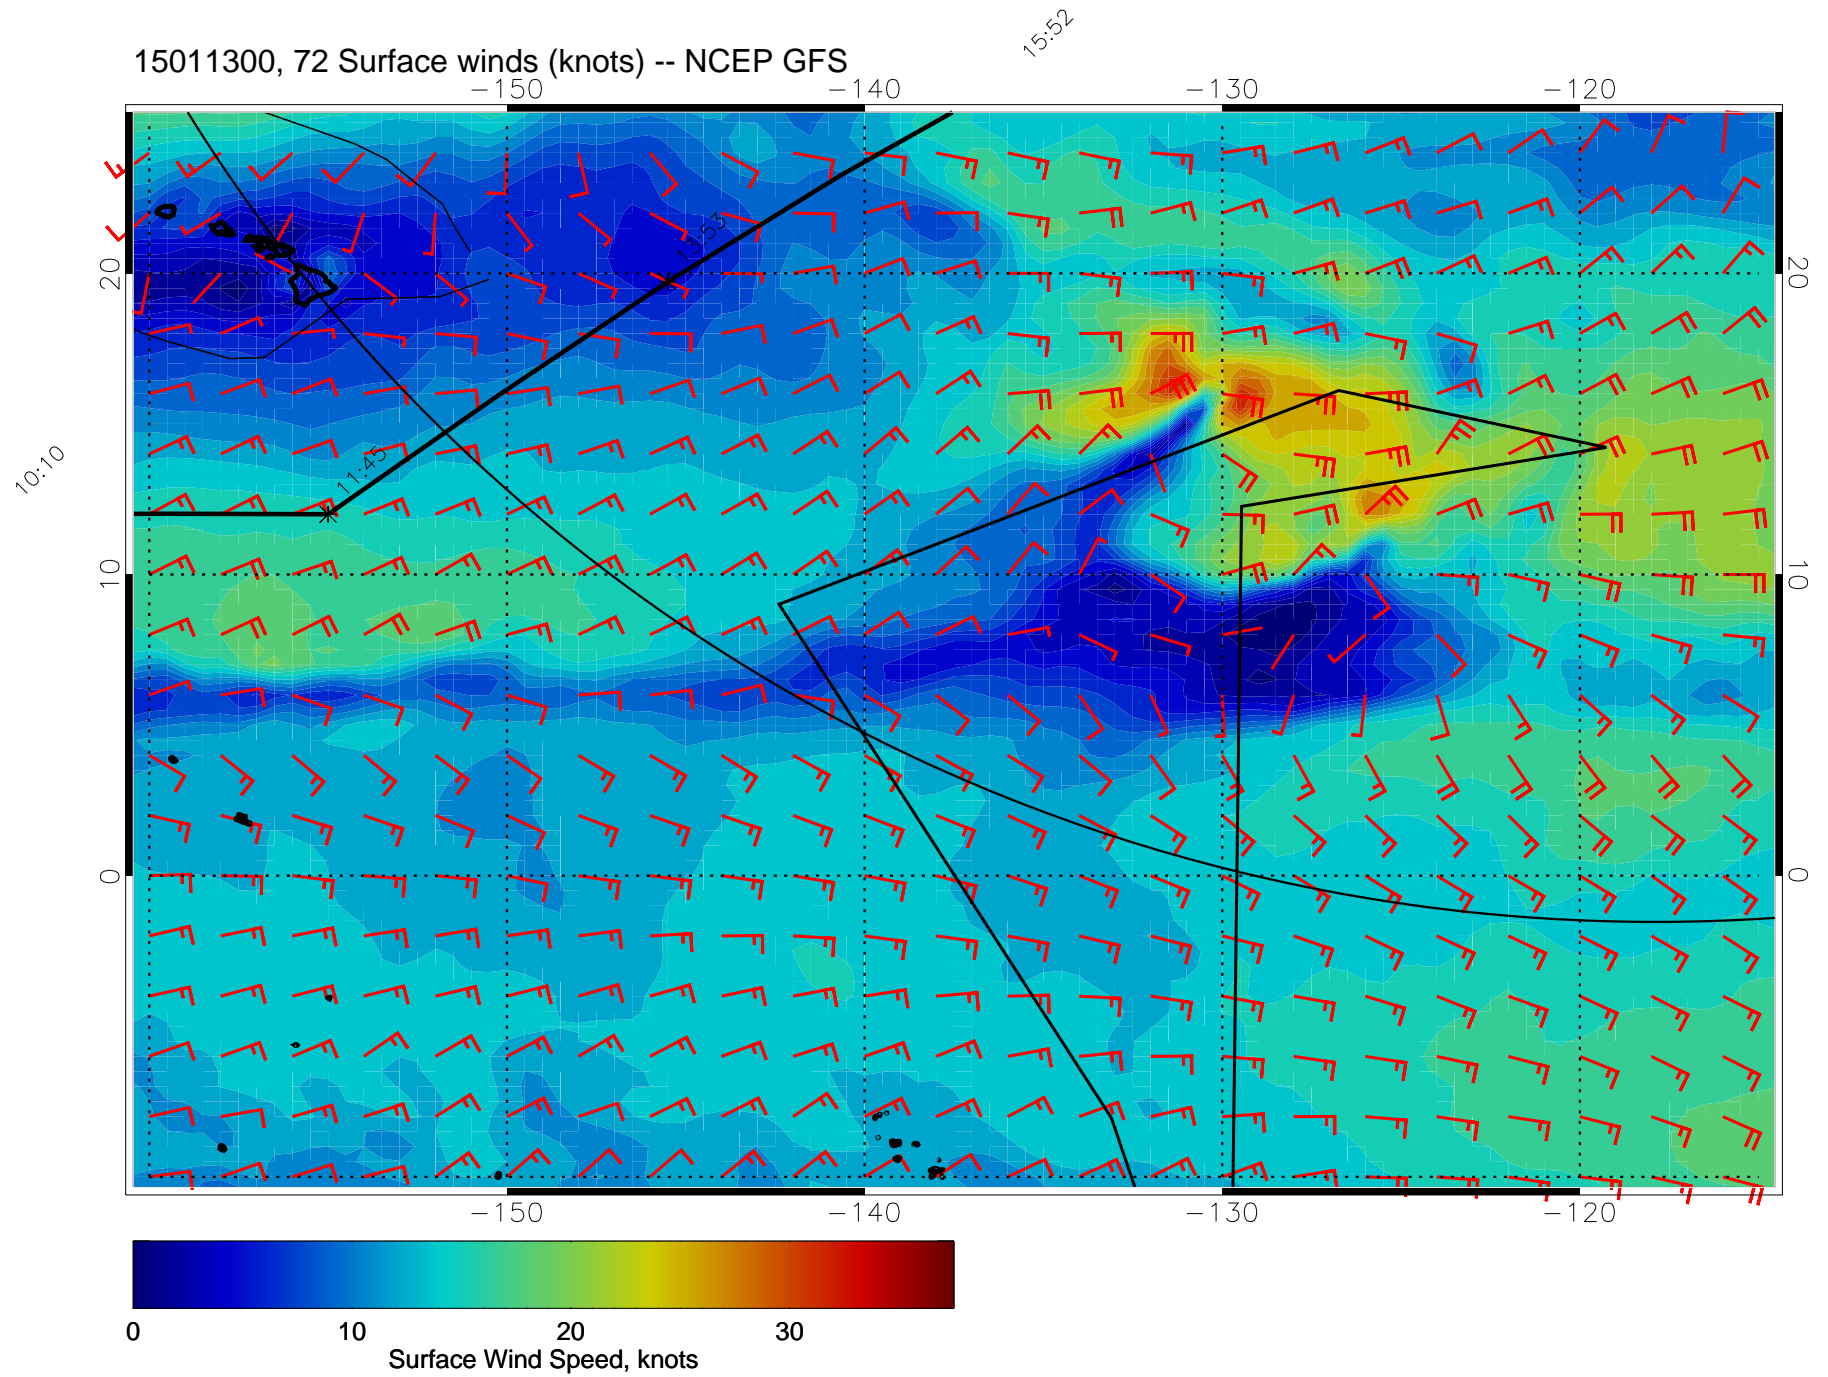 15:52
15011300, 72 Surface winds (knots) -- NCEP GFS
-150 -140 -130 -120
13:53
20 20
10:10
11:45
10 10
0 0
-150 -140 -130 -120
0 10 20 30
Surface Wind Speed, knots